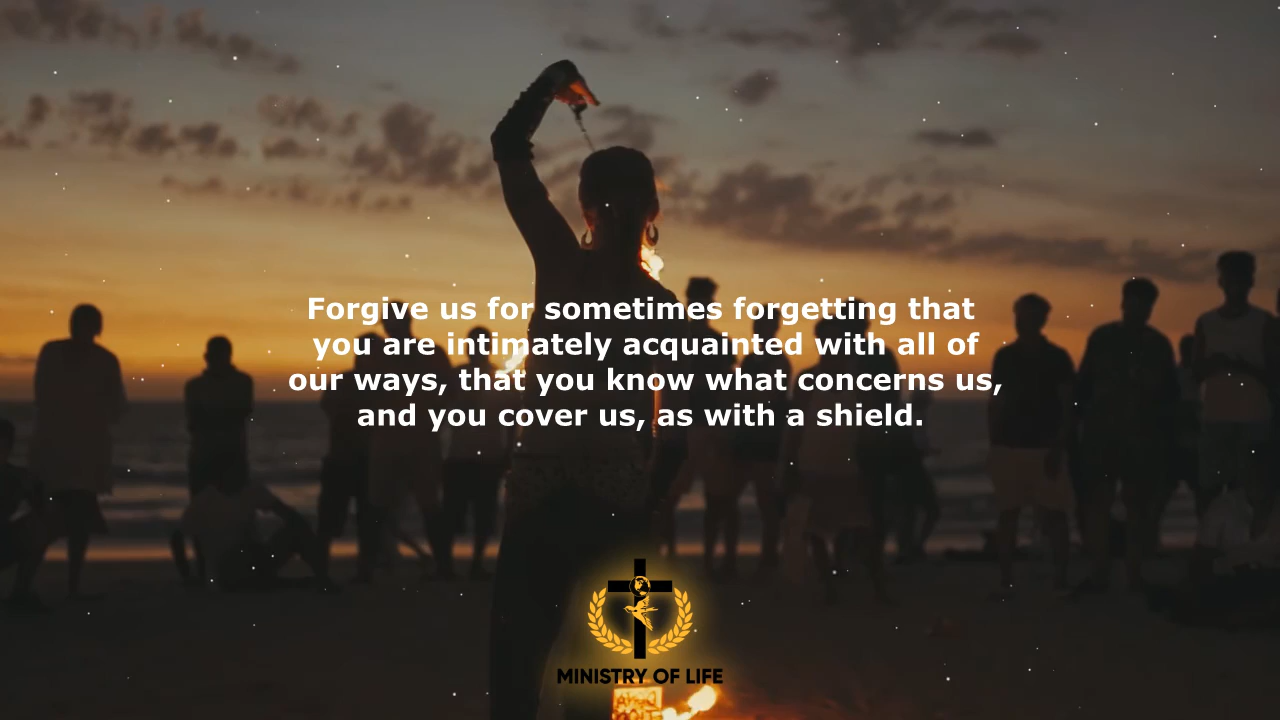 Forgive us for sometimes forgetting that
you are intimately acquainted with all of
our ways, that you know what concerns us,
and you cover us, as with a shield.
MINISTRY OF LIFE